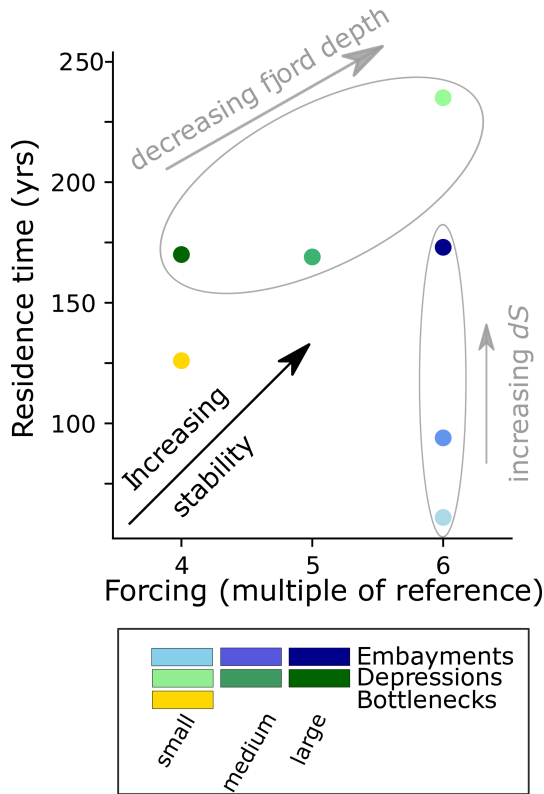 decreasing fjord depth
250
200
150
100
Residence time (yrs)
Increasing
stability
increasing dS
4
5
6
Forcing (multiple of reference)
Embayments
Depressions
Bottlenecks
small
medium
large